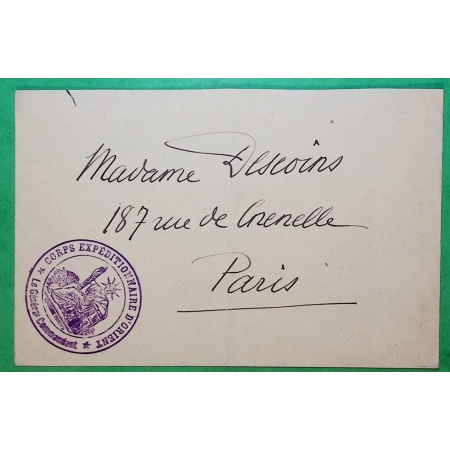 Madame Descoins
187 rue de Grenelle
Paris
★ CORPS EXPÉDITIONNAIRE D'ORIENT ★
Le Général Commandant